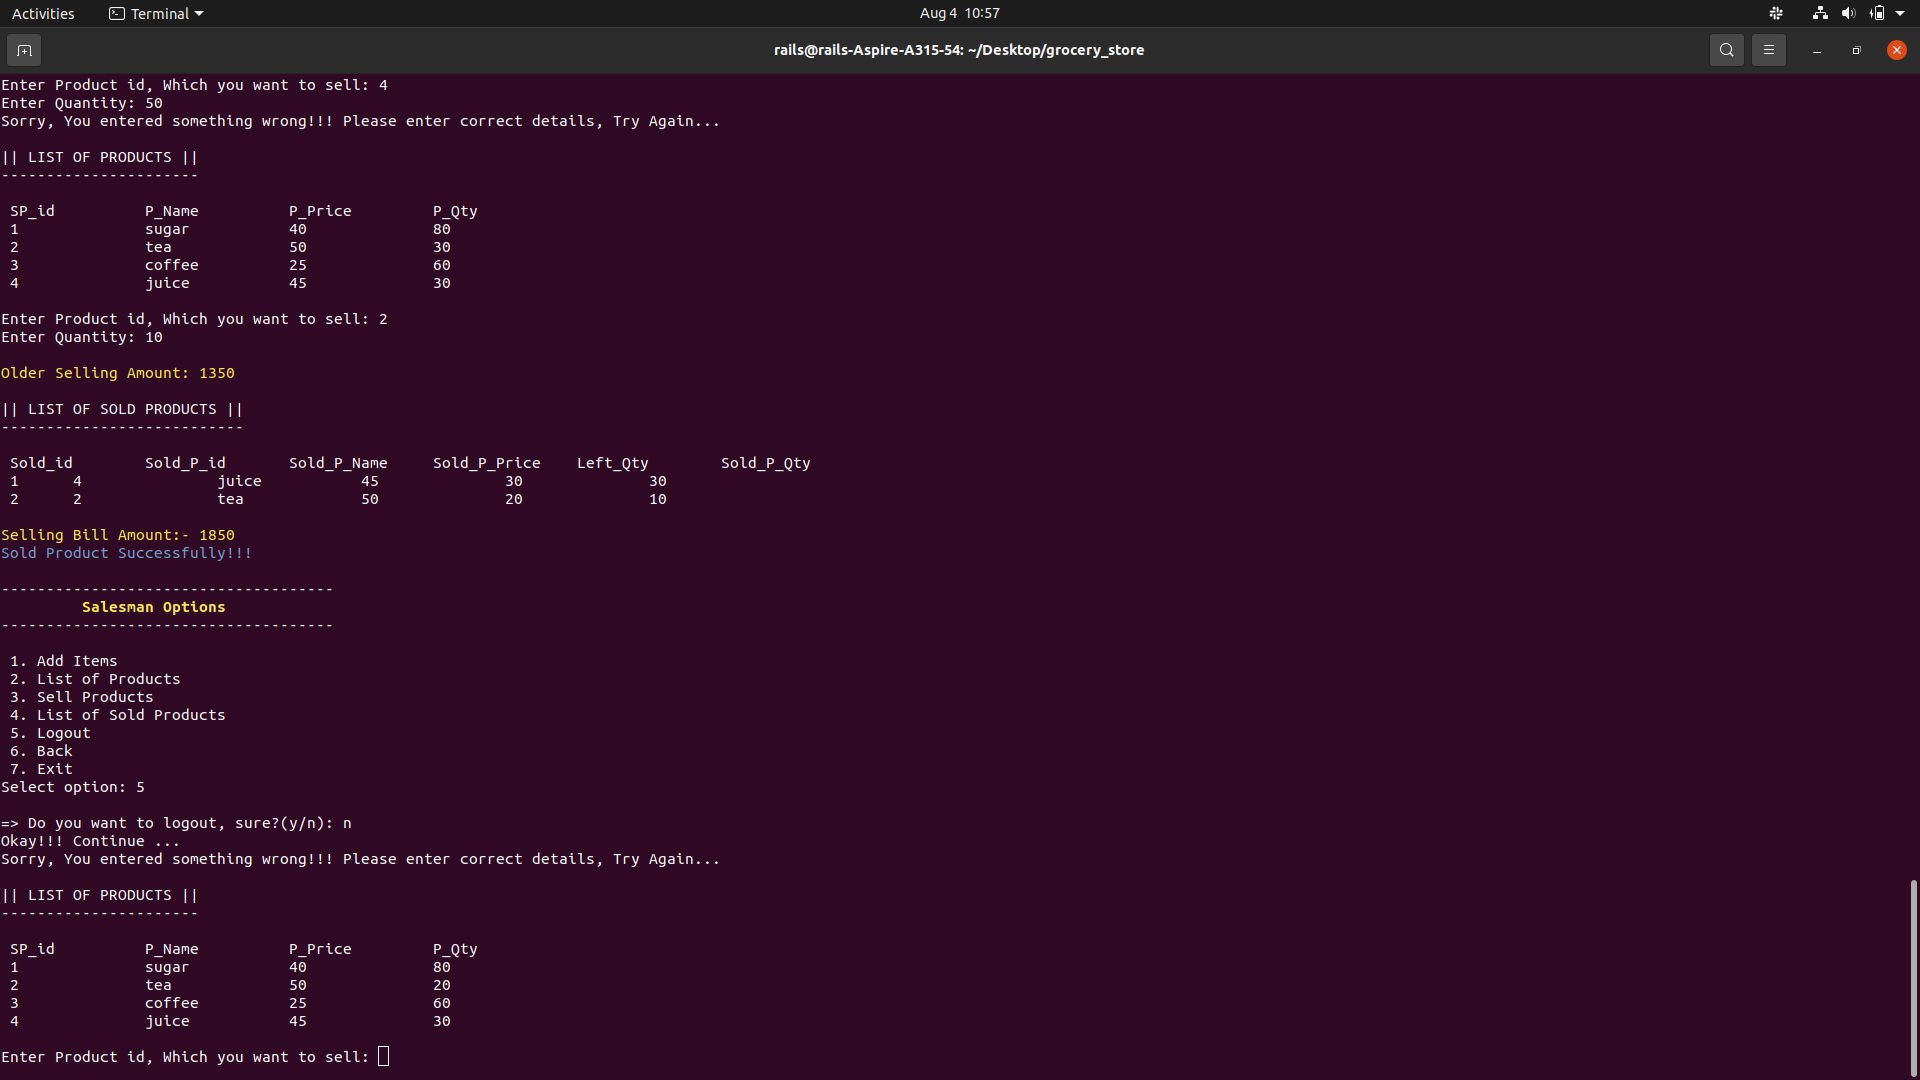 Activities Terminal Aug 4 10:57
rails@rails-Aspire-A315-54: ~/Desktop/grocery_store
Enter Product id, Which you want to sell: 4
Enter Quantity: 50
Sorry, You entered something wrong!!! Please enter correct details, Try Again...
|| LIST OF PRODUCTS ||
----------------------
SP_id P_Name P_Price P_Qty
1 sugar 40 80
2 tea 50 30
3 coffee 25 60
4 juice 45 30
Enter Product id, Which you want to sell: 2
Enter Quantity: 10
Older Selling Amount: 1350
|| LIST OF SOLD PRODUCTS ||
---------------------------
Sold_id Sold_P_id Sold_P_Name Sold_P_Price Left_Qty Sold_P_Qty
1 4 juice 45 30 30
2 2 tea 50 20 10
Selling Bill Amount:- 1850
Sold Product Successfully!!!
-------------------------------------
Salesman Options
-------------------------------------
1. Add Items
2. List of Products
3. Sell Products
4. List of Sold Products
5. Logout
6. Back
7. Exit
Select option: 5
=> Do you want to logout, sure?(y/n): n
Okay!!! Continue ...
Sorry, You entered something wrong!!! Please enter correct details, Try Again...
|| LIST OF PRODUCTS ||
----------------------
SP_id P_Name P_Price P_Qty
1 sugar 40 80
2 tea 50 20
3 coffee 25 60
4 juice 45 30
Enter Product id, Which you want to sell: